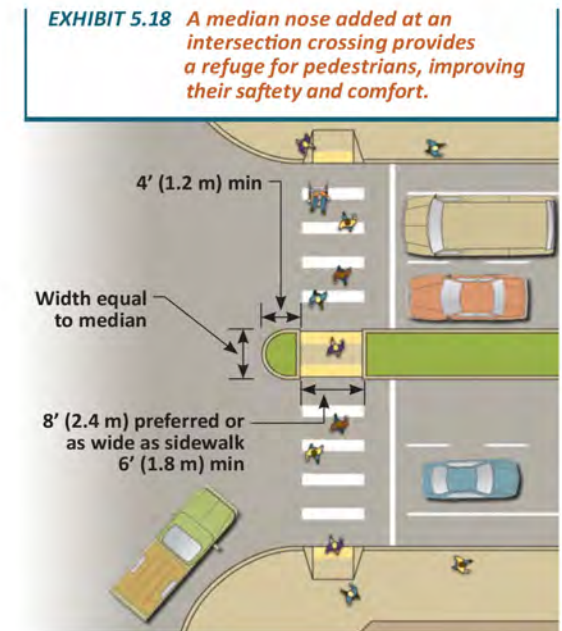 EXHIBIT 5.18 A median nose added at an
intersection crossing provides
a refuge for pedestrians, improving
their saftety and comfort.
4' (1.2 m) min
Width equal
to median
8' (2.4 m) preferred or
as wide as sidewalk
6' (1.8 m) min